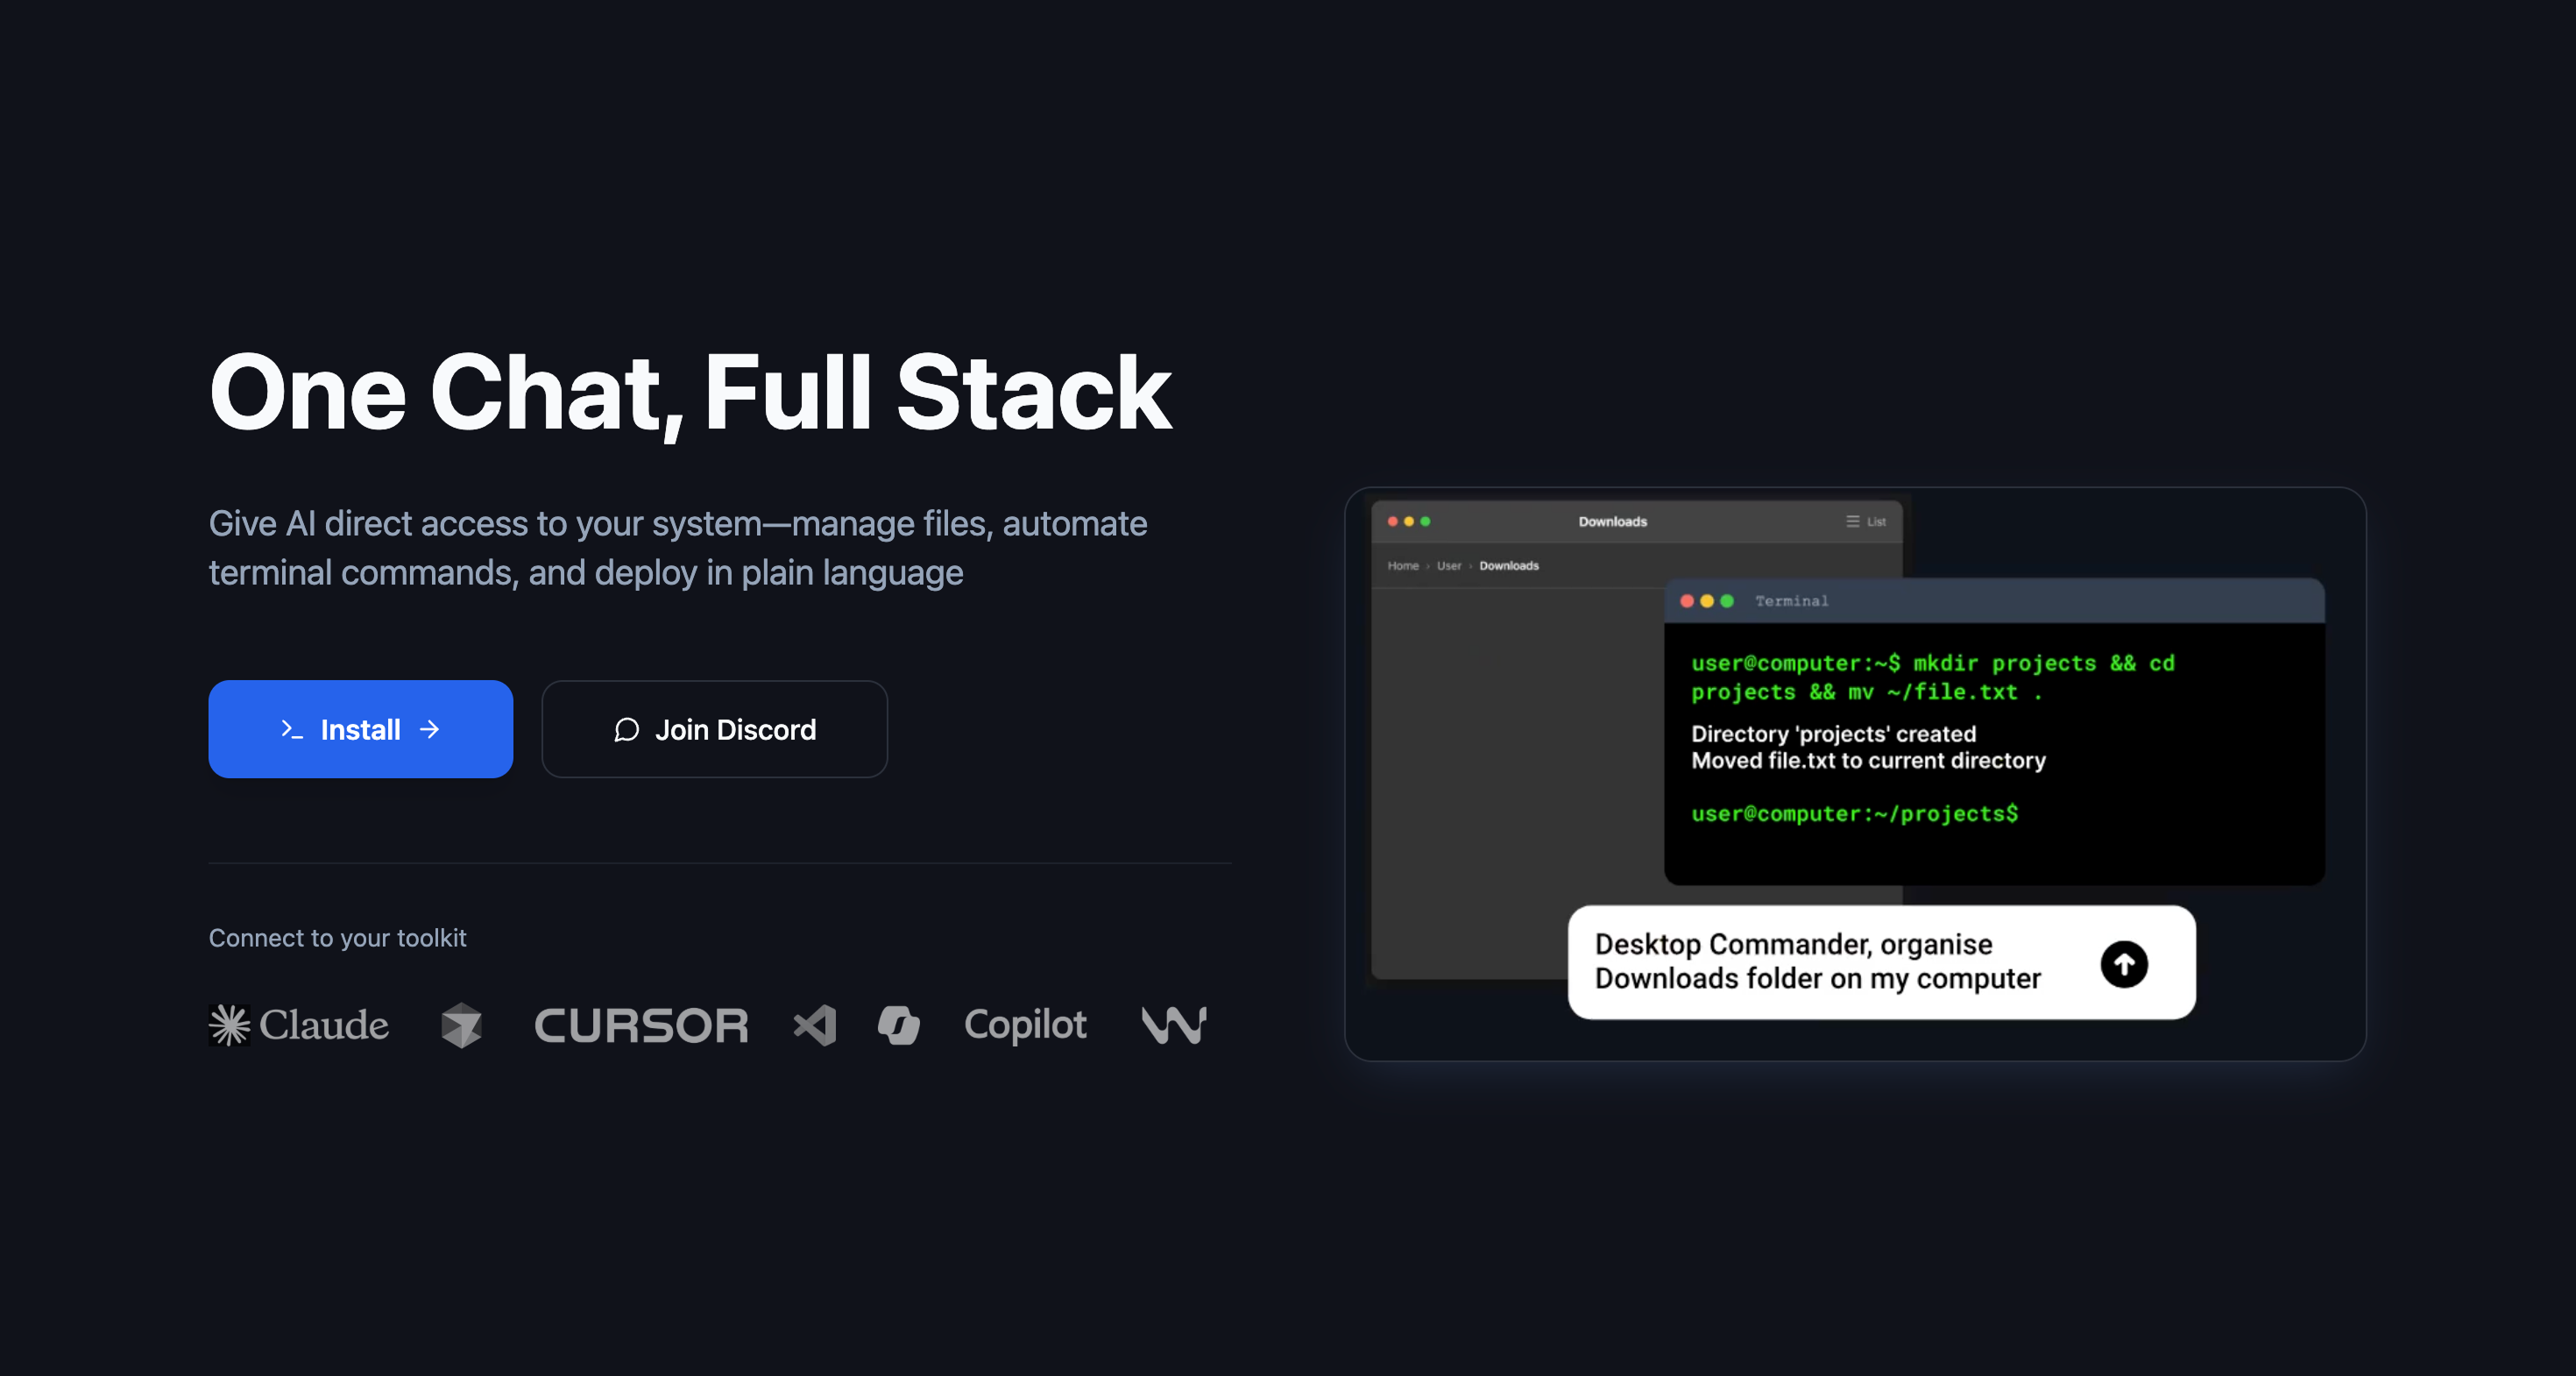 One Chat, Full Stack
Give AI direct access to your system—manage files, automate
terminal commands, and deploy in plain language
Install
Join Discord
Connect to your toolkit
Claude
CURSOR
Copilot
Downloads
List
Home › User › Downloads
Terminal
user@computer:~$ mkdir projects && cd
projects && mv ~/file.txt .
Directory 'projects' created
Moved file.txt to current directory
user@computer:~/projects$
Desktop Commander, organise
Downloads folder on my computer